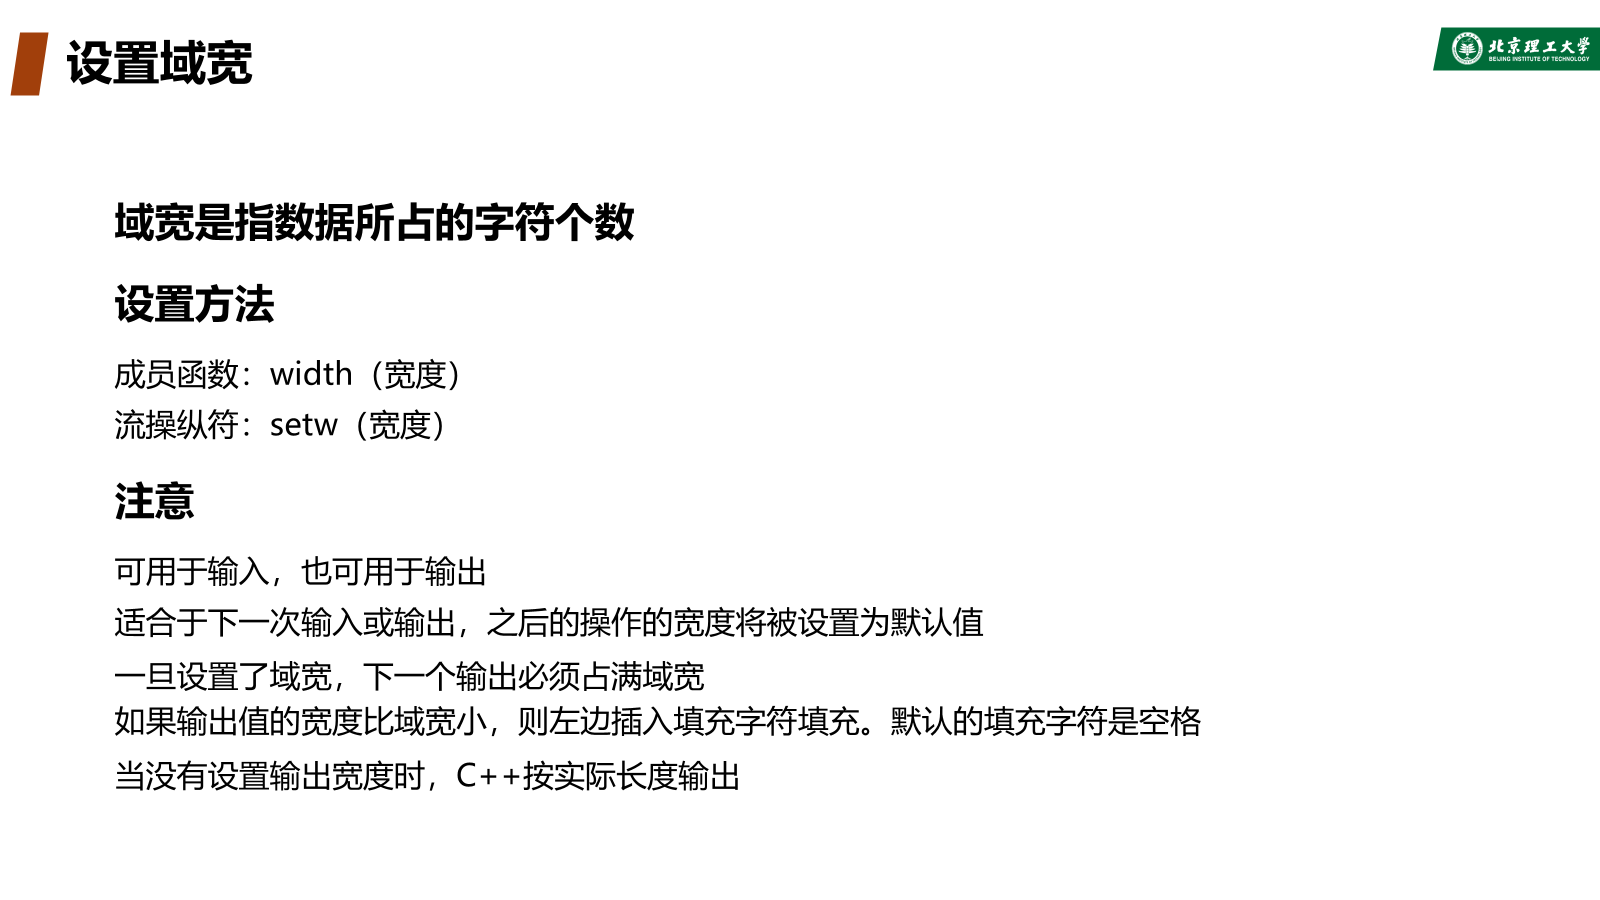 设置域宽
北京理工大学
BEIJING INSTITUTE OF TECHNOLOGY
域宽是指数据所占的字符个数
设置方法
成员函数：width（宽度）
流操纵符：setw（宽度）
注意
可用于输入，也可用于输出
适合于下一次输入或输出，之后的操作的宽度将被设置为默认值
一旦设置了域宽，下一个输出必须占满域宽
如果输出值的宽度比域宽小，则左边插入填充字符填充。默认的填充字符是空格
当没有设置输出宽度时，C++按实际长度输出